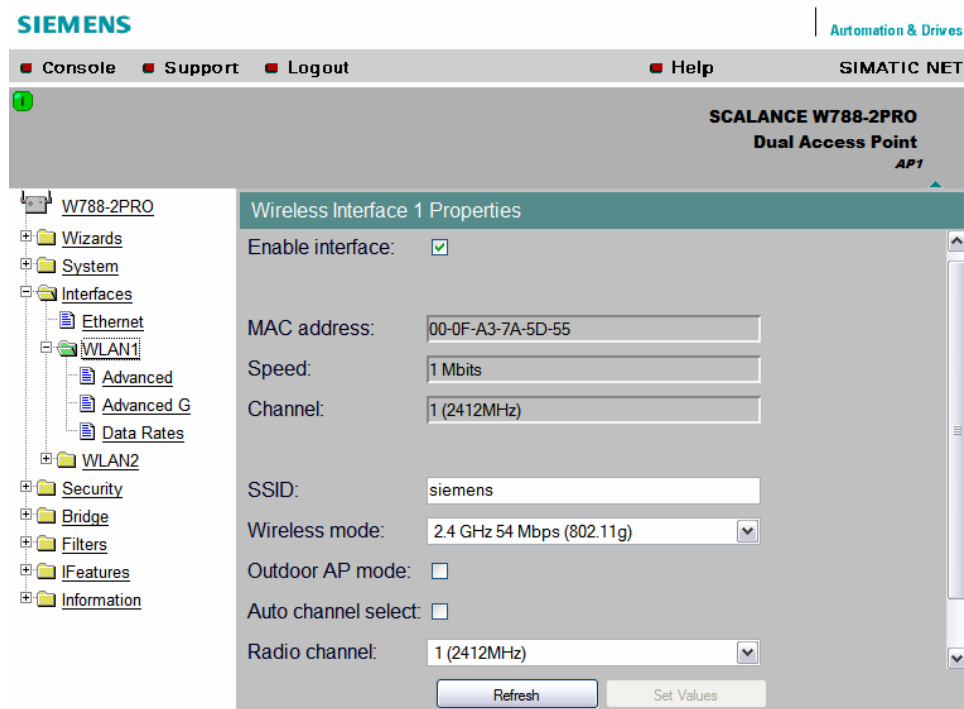 SIEMENS
Automation & Drives
Console Support Logout Help SIMATIC NET
SCALANCE W788-2PRO
Dual Access Point
AP1
W788-2PRO
Wizards
System
Interfaces
Ethernet
WLAN1
Advanced
Advanced G
Data Rates
WLAN2
Security
Bridge
Filters
IFeatures
Information
Wireless Interface 1 Properties
Enable interface:
MAC address: 00-0F-A3-7A-5D-55
Speed: 1 Mbits
Channel: 1 (2412MHz)
SSID: siemens
Wireless mode: 2.4 GHz 54 Mbps (802.11g)
Outdoor AP mode:
Auto channel select:
Radio channel: 1 (2412MHz)
Refresh Set Values